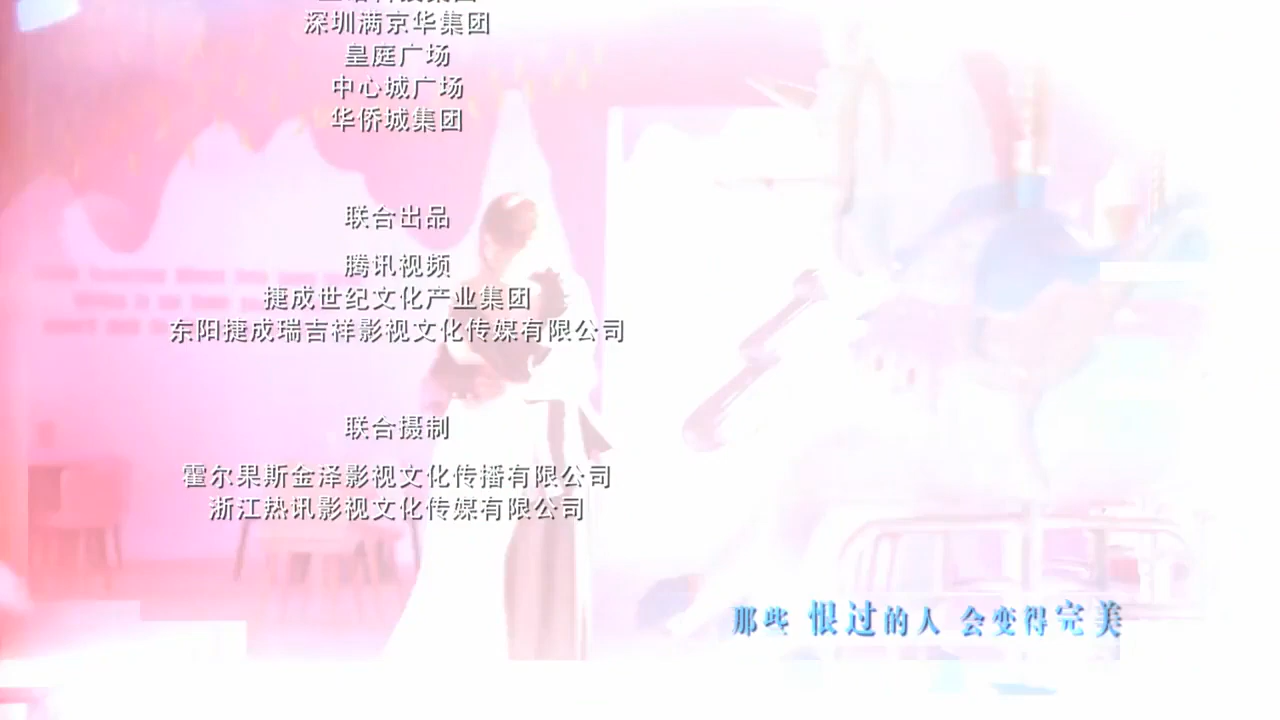 深圳满京华集团
皇庭广场
中心城广场
华侨城集团
联合出品
腾讯视频
捷成世纪文化产业集团
东阳捷成瑞吉祥影视文化传媒有限公司
联合摄制
霍尔果斯金泽影视文化传播有限公司
浙江热讯影视文化传媒有限公司
那些 恨过的人 会变得完美